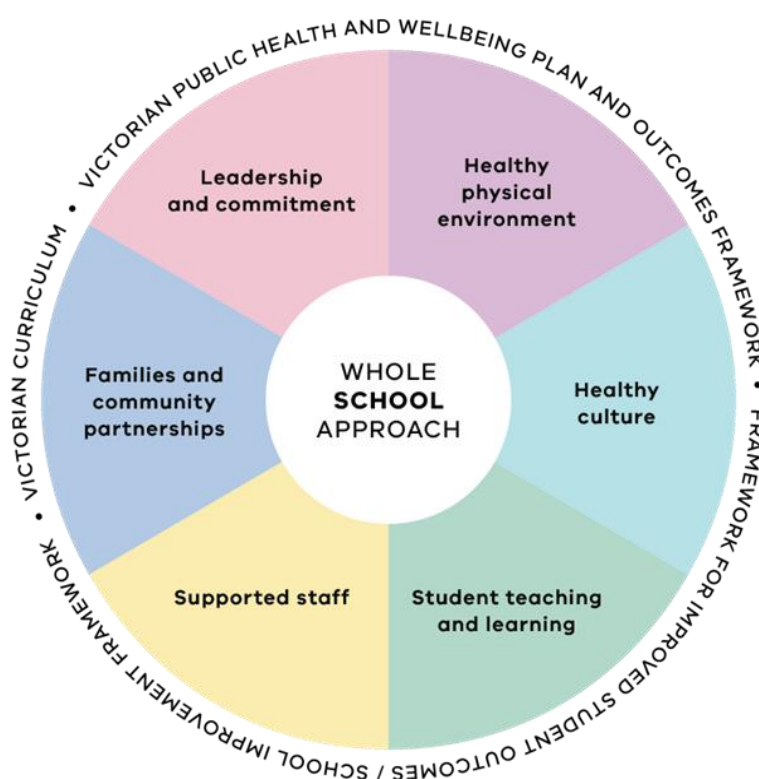 VICTORIAN PUBLIC HEALTH AND WELLBEING PLAN AND OUTCOMES FRAMEWORK •
FRAMEWORK FOR IMPROVED STUDENT OUTCOMES / SCHOOL IMPROVEMENT FRAMEWORK •
VICTORIAN CURRICULUM •
Leadership
and commitment
Healthy
physical
environment
Healthy
culture
Student teaching
and learning
Supported staff
Families and
community
partnerships
WHOLE
SCHOOL
APPROACH